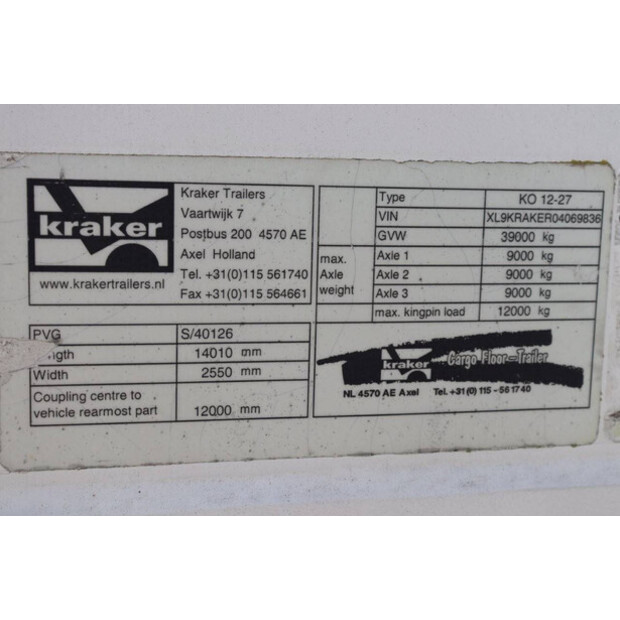 kraker
www.krakertrailers.nl
Kraker Trailers
Vaartwijk 7
Postbus 200 4570 AE
Axel Holland
Tel. +31(0)115 561740
Fax +31(0)115 564661
Type KO 12-27
VIN XL9KRAKER04069836
GVW 39000 kg
max. Axle weight
Axle 1 9000 kg
Axle 2 9000 kg
Axle 3 9000 kg
max. kingpin load 12000 kg
PVG S/40126
14010 mm
Width 2550 mm
Coupling centre to
vehicle rearmost part 12000 mm
kraker Cargo Floor-Trailer
NL 4570 AE Axel Tel. +31(0) 115 - 561740